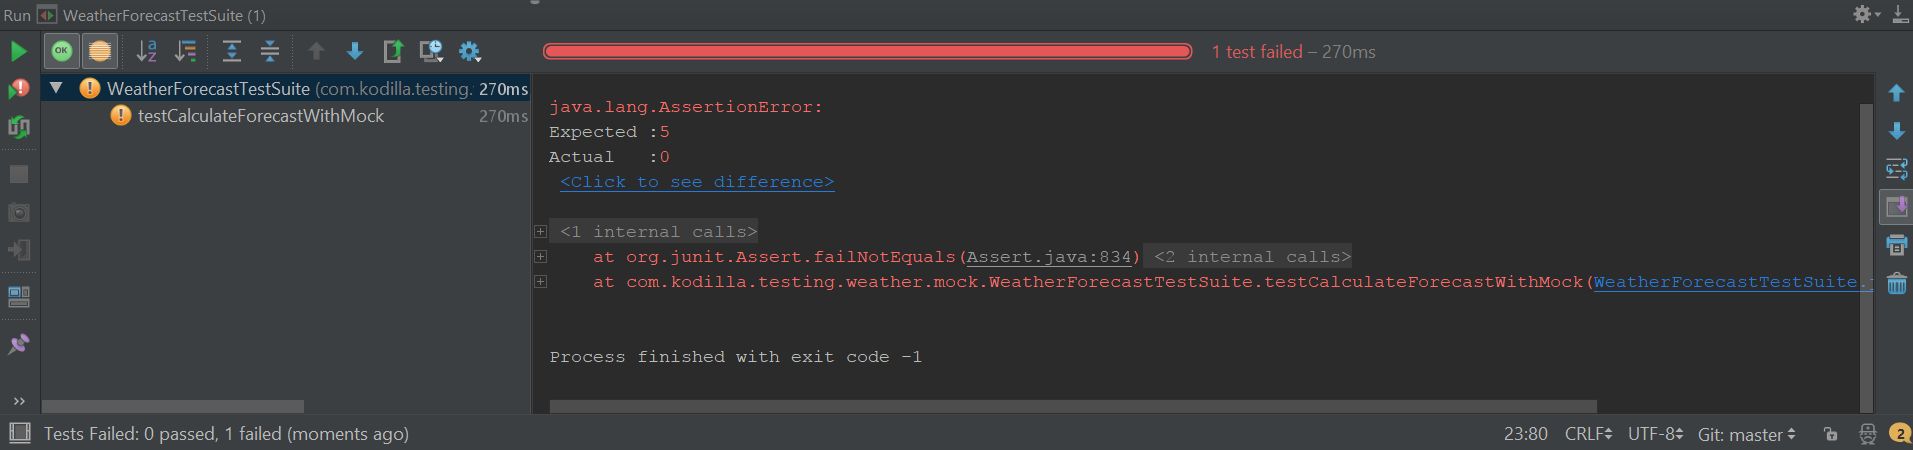 Run WeatherForecastTestSuite (1)
OK
a
z
1 test failed – 270ms
WeatherForecastTestSuite (com.kodilla.testing. 270ms
testCalculateForecastWithMock 270ms
java.lang.AssertionError:
Expected :5
Actual   :0
<Click to see difference>
<1 internal calls>
at org.junit.Assert.failNotEquals(Assert.java:834) <2 internal calls>
at com.kodilla.testing.weather.mock.WeatherForecastTestSuite.testCalculateForecastWithMock(WeatherForecastTestSuite.
Process finished with exit code -1
>>
Tests Failed: 0 passed, 1 failed (moments ago) 23:80 CRLF UTF-8 Git: master 2